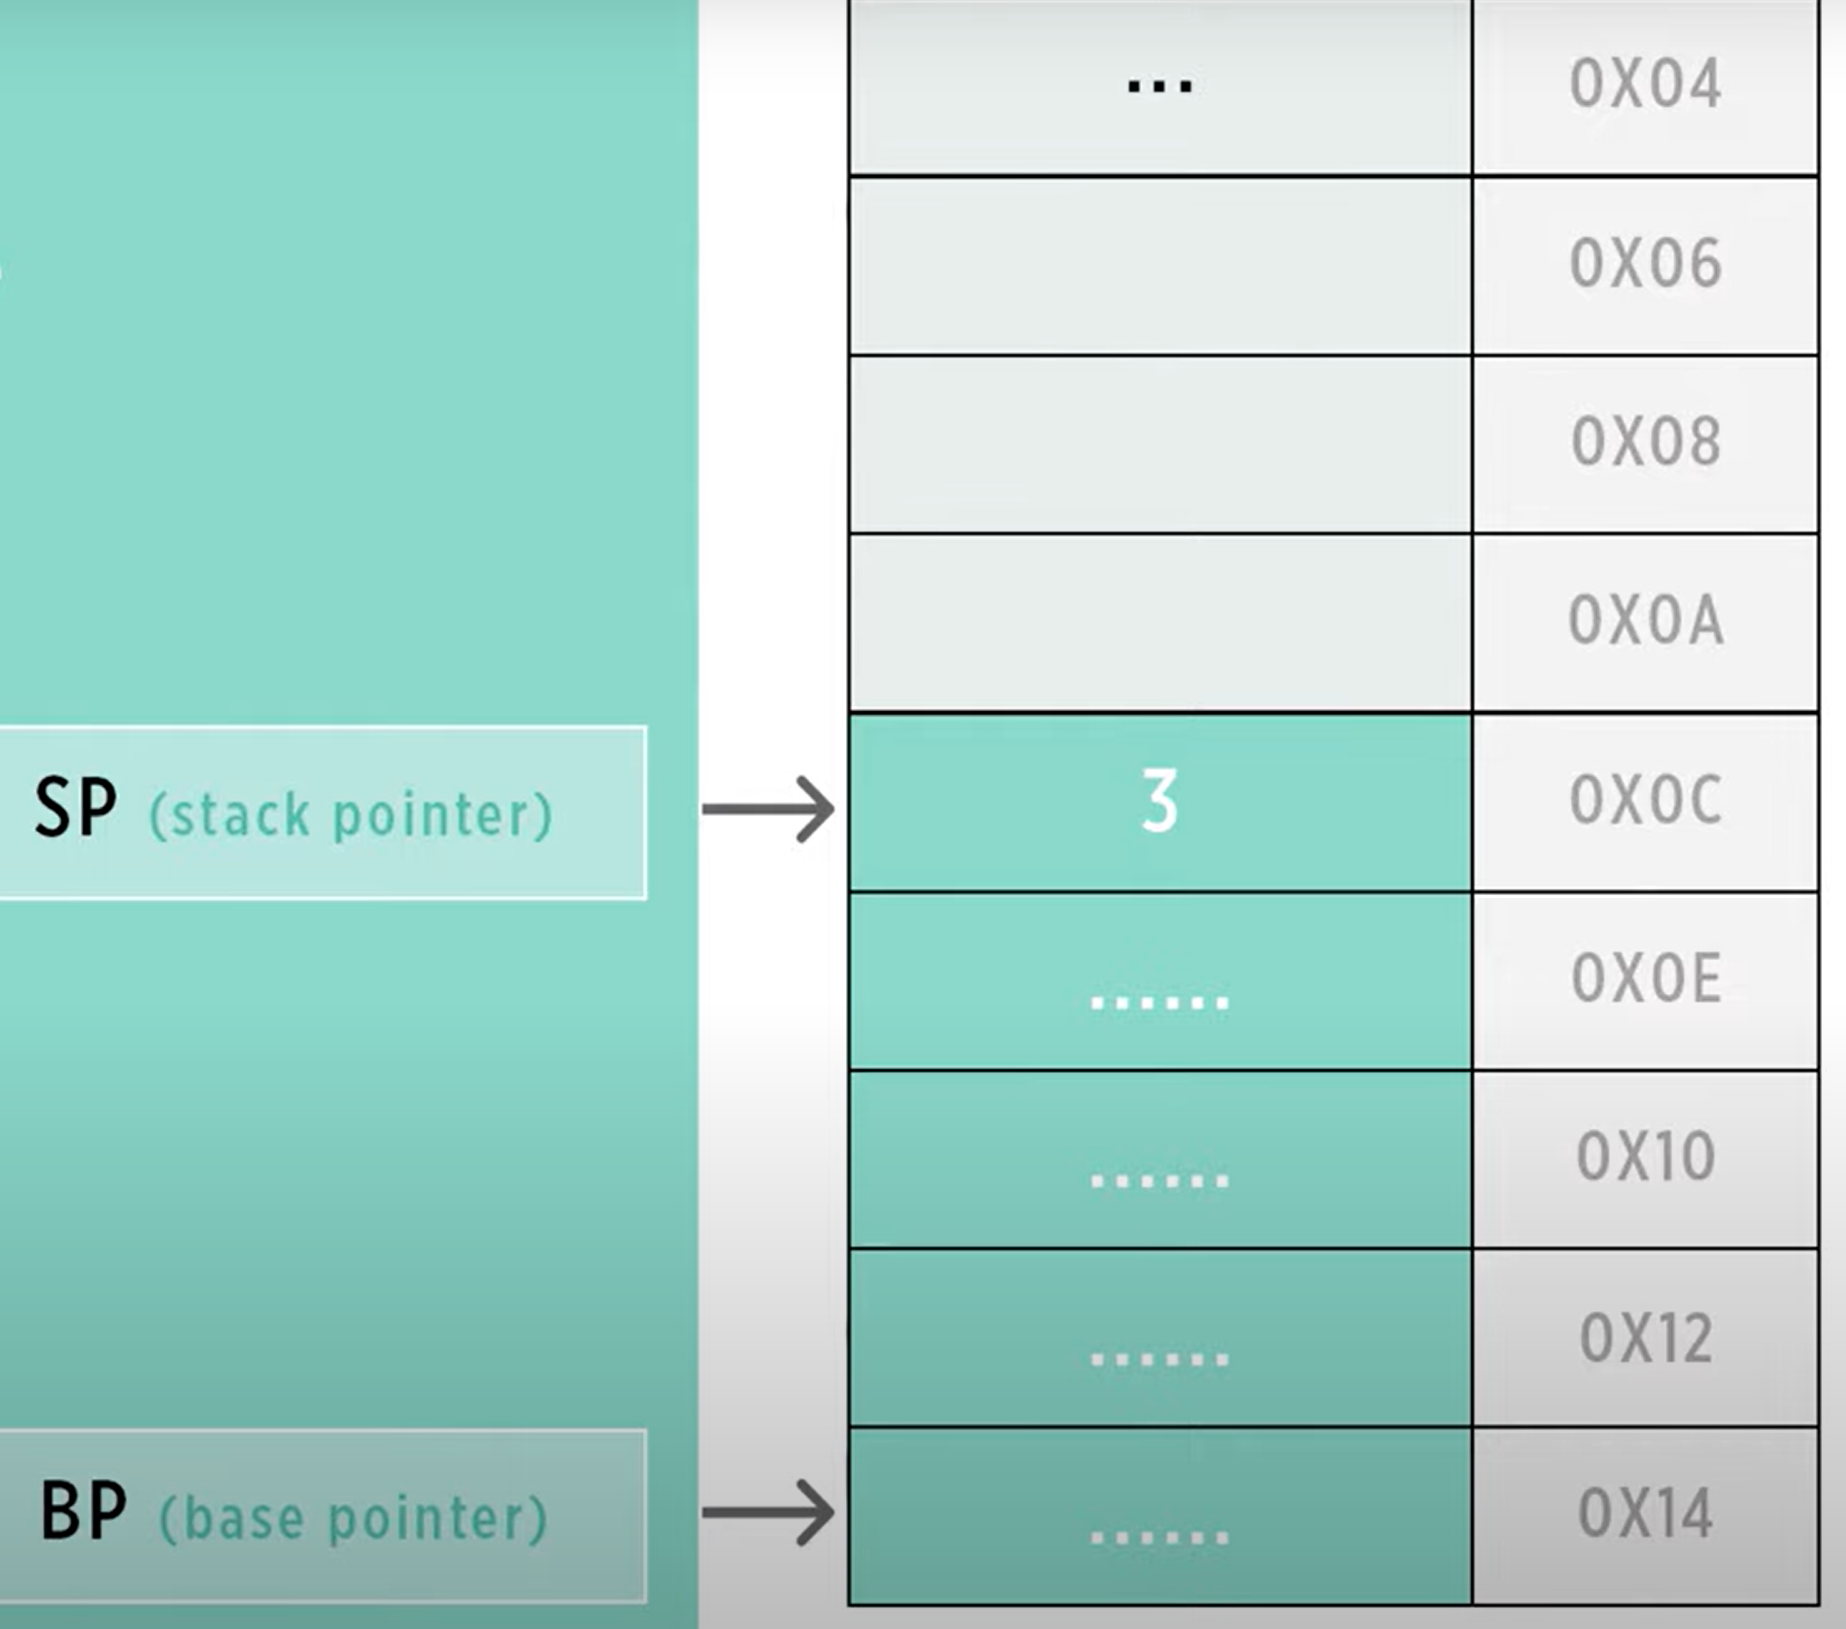 ... 0X04
0X06
0X08
0X0A
SP (stack pointer) 3 0X0C
...... 0X0E
...... 0X10
...... 0X12
BP (base pointer) ...... 0X14